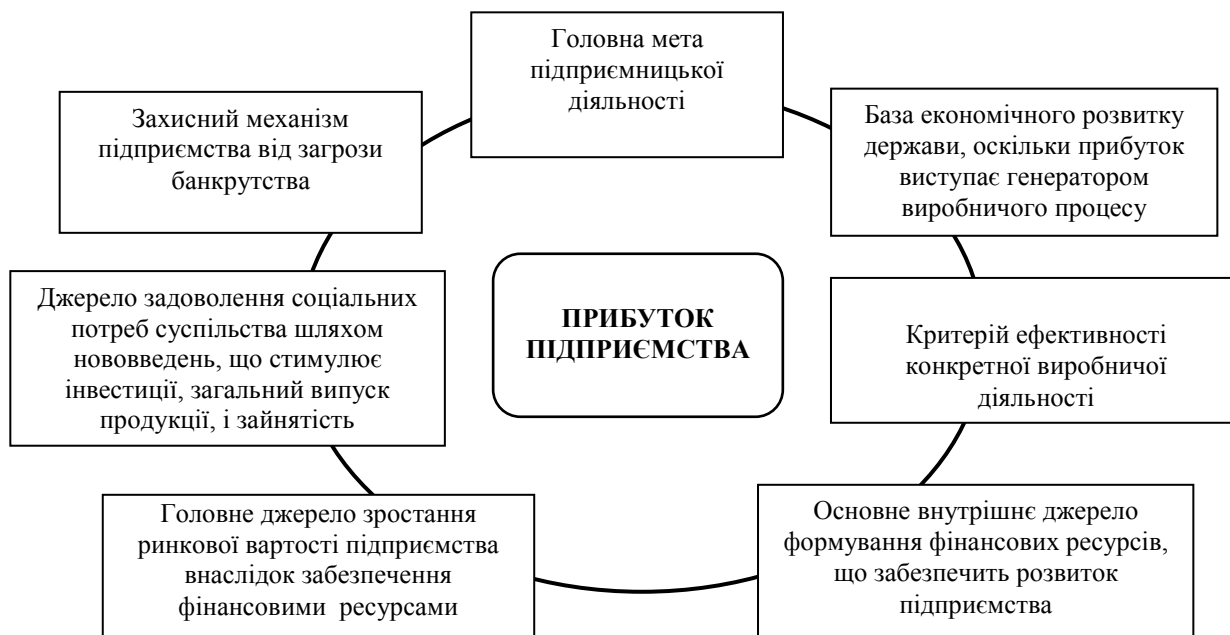 Головна мета
підприємницької
діяльності
Захисний механізм
підприємства від загрози
банкрутства
База економічного розвитку
держави, оскільки прибуток
виступає генератором
виробничого процесу
Джерело задоволення соціальних
потреб суспільства шляхом
нововведень, що стимулює
інвестиції, загальний випуск
продукції, і зайнятість
ПРИБУТОК
ПІДПРИЄМСТВА
Критерій ефективності
конкретної виробничої
діяльності
Головне джерело зростання
ринкової вартості підприємства
внаслідок забезпечення
фінансовими ресурсами
Основне внутрішнє джерело
формування фінансових ресурсів,
що забезпечить розвиток
підприємства